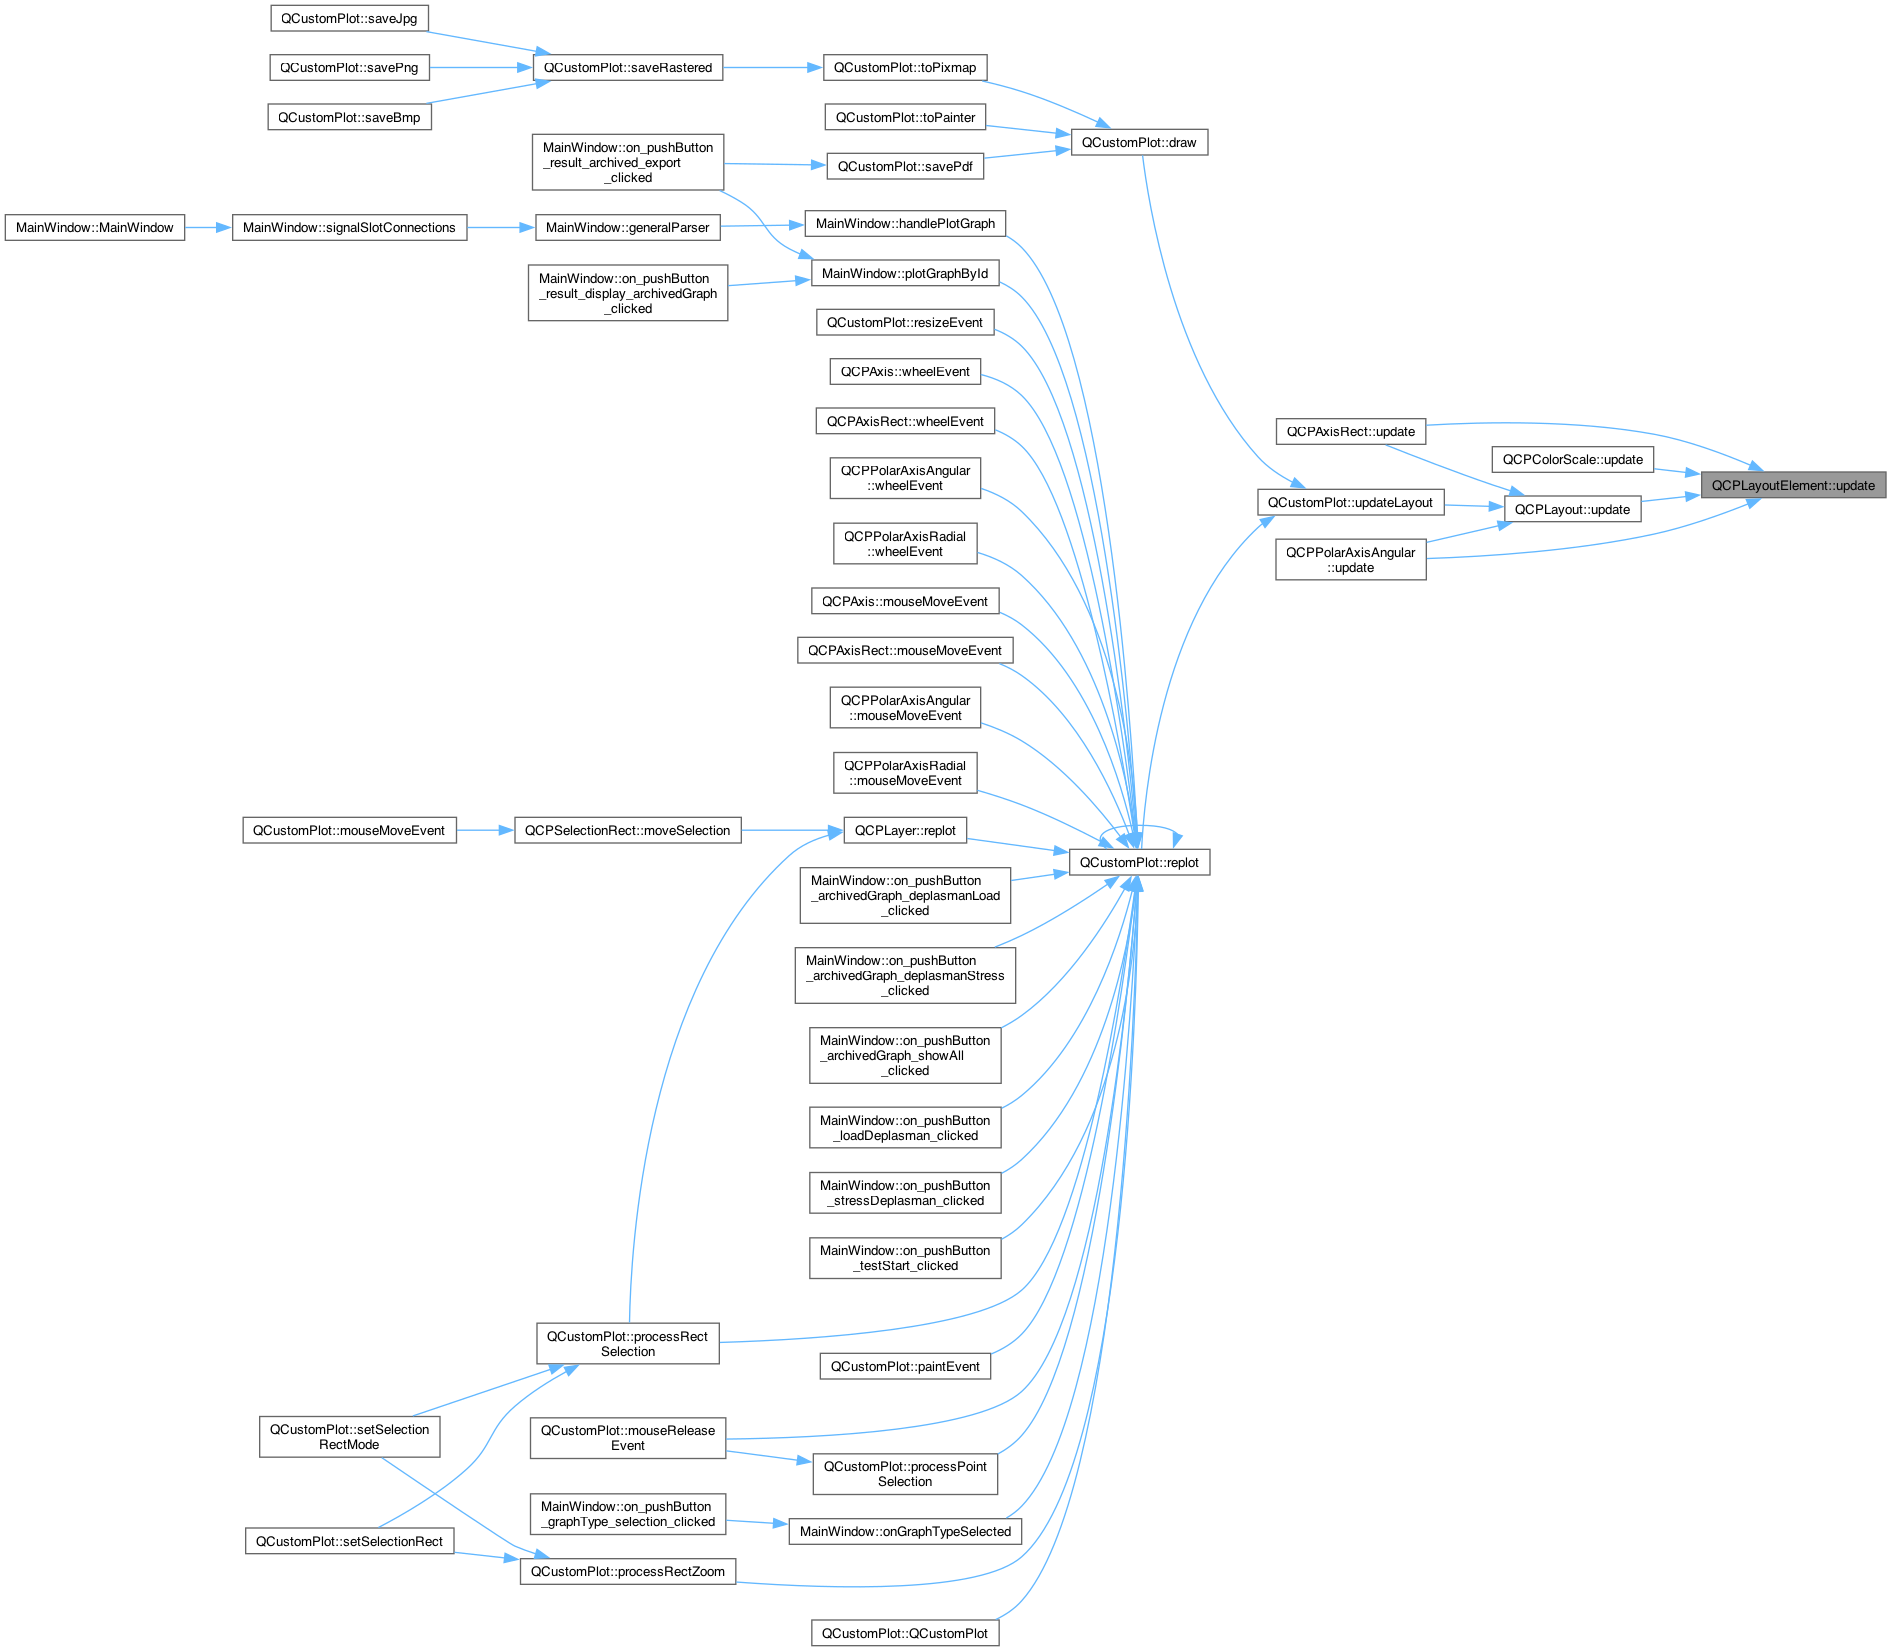 QCustomPlot::saveJpg
QCustomPlot::savePng
QCustomPlot::saveBmp
QCustomPlot::saveRastered
QCustomPlot::toPixmap
QCustomPlot::toPainter
QCustomPlot::savePdf
QCustomPlot::draw
MainWindow::on_pushButton
_result_archived_export
_clicked
MainWindow::MainWindow
MainWindow::signalSlotConnections
MainWindow::generalParser
MainWindow::handlePlotGraph
MainWindow::on_pushButton
_result_display_archivedGraph
_clicked
MainWindow::plotGraphById
QCustomPlot::resizeEvent
QCPAxis::wheelEvent
QCPAxisRect::wheelEvent
QCPPolarAxisAngular
::wheelEvent
QCPPolarAxisRadial
::wheelEvent
QCPAxis::mouseMoveEvent
QCPAxisRect::mouseMoveEvent
QCPPolarAxisAngular
::mouseMoveEvent
QCPPolarAxisRadial
::mouseMoveEvent
QCPAxisRect::update
QCPColorScale::update
QCPLayoutElement::update
QCustomPlot::updateLayout
QCPLayout::update
QCPPolarAxisAngular
::update
QCustomPlot::mouseMoveEvent
QCPSelectionRect::moveSelection
QCPLayer::replot
QCustomPlot::replot
MainWindow::on_pushButton
_archivedGraph_deplasmanLoad
_clicked
MainWindow::on_pushButton
_archivedGraph_deplasmanStress
_clicked
MainWindow::on_pushButton
_archivedGraph_showAll
_clicked
MainWindow::on_pushButton
_loadDeplasman_clicked
MainWindow::on_pushButton
_stressDeplasman_clicked
MainWindow::on_pushButton
_testStart_clicked
QCustomPlot::processRect
Selection
QCustomPlot::paintEvent
QCustomPlot::setSelection
RectMode
QCustomPlot::mouseRelease
Event
QCustomPlot::processPoint
Selection
MainWindow::on_pushButton
_graphType_selection_clicked
MainWindow::onGraphTypeSelected
QCustomPlot::setSelectionRect
QCustomPlot::processRectZoom
QCustomPlot::QCustomPlot